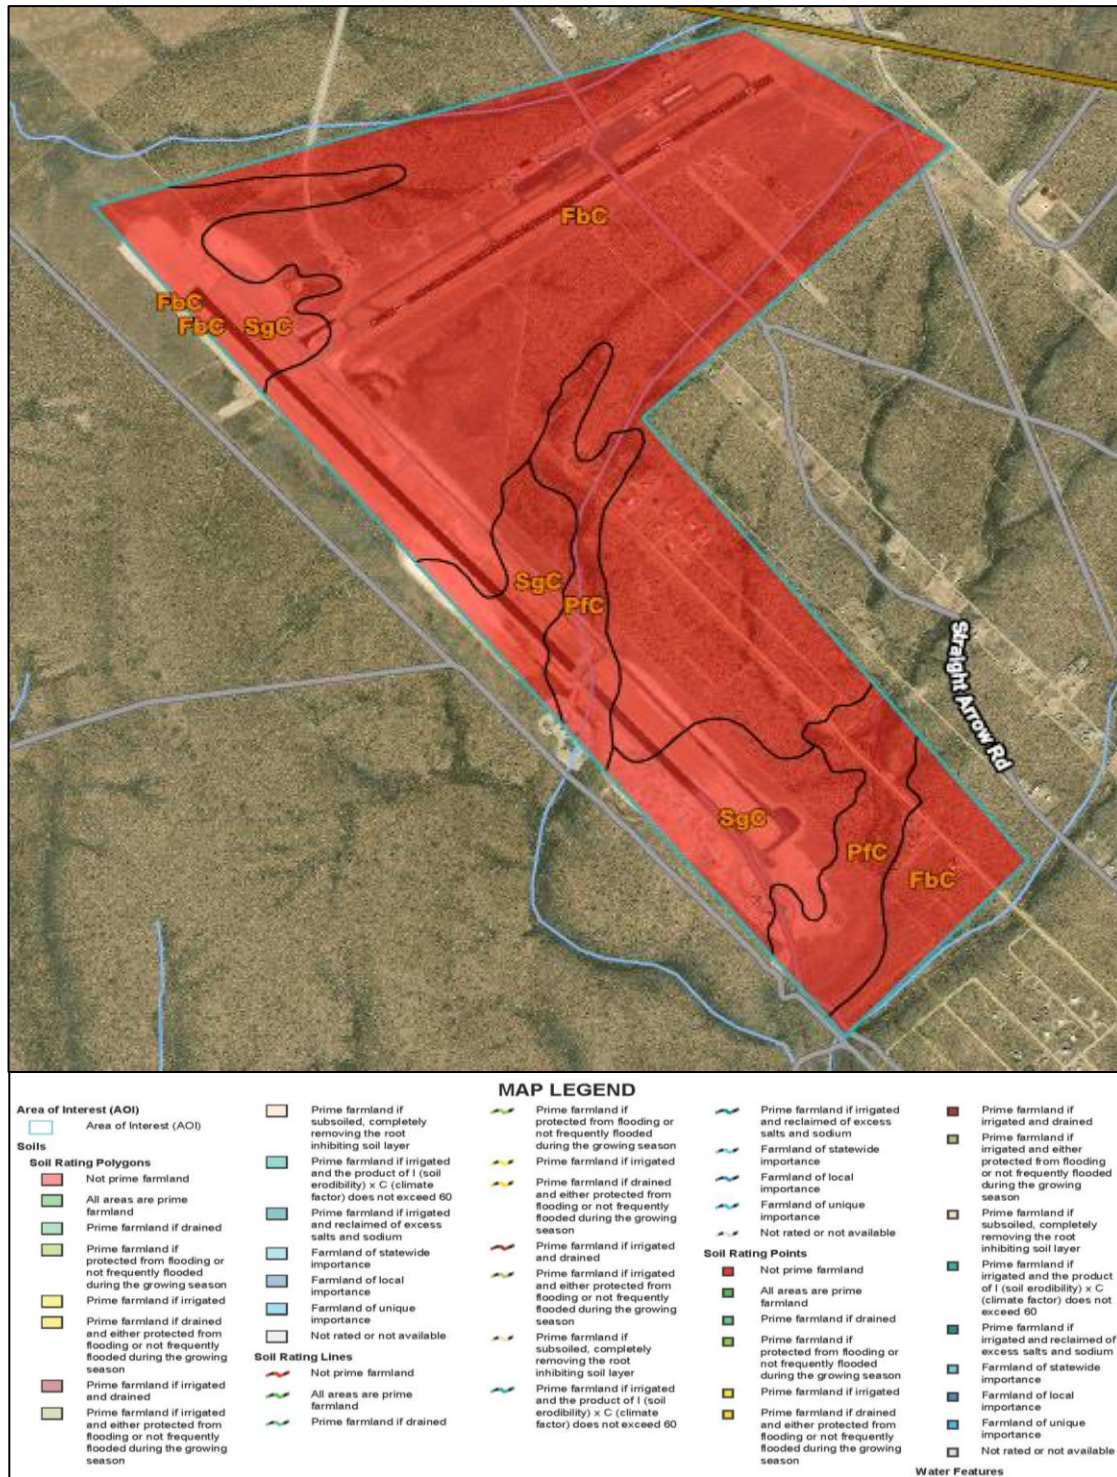 FbC
FbC
FbC SgC
SgC
PfC
Straight Arrow Rd
SgC
PfC
FbC
MAP LEGEND
Area of Interest (AOI)
Area of Interest (AOI)
Soils
Soil Rating Polygons
Not prime farmland
All areas are prime
farmland
Prime farmland if drained
Prime farmland if
protected from flooding or
not frequently flooded
during the growing season
Prime farmland if irrigated
Prime farmland if drained
and either protected from
flooding or not frequently
flooded during the growing
season
Prime farmland if irrigated
and drained
Prime farmland if irrigated
and either protected from
flooding or not frequently
flooded during the growing
season
Prime farmland if
subsoiled, completely
removing the root
inhibiting soil layer
Prime farmland if irrigated
and the product of I (soil
erodibility) x C (climate
factor) does not exceed 60
Prime farmland if irrigated
and reclaimed of excess
salts and sodium
Farmland of statewide
importance
Farmland of local
importance
Farmland of unique
importance
Not rated or not available
Soil Rating Lines
Not prime farmland
All areas are prime
farmland
Prime farmland if drained
Prime farmland if
protected from flooding or
not frequently flooded
during the growing season
Prime farmland if irrigated
Prime farmland if drained
and either protected from
flooding or not frequently
flooded during the growing
season
Prime farmland if irrigated
and drained
Prime farmland if irrigated
and either protected from
flooding or not frequently
flooded during the growing
season
Prime farmland if
subsoiled, completely
removing the root
inhibiting soil layer
Prime farmland if irrigated
and the product of I (soil
erodibility) x C (climate
factor) does not exceed 60
Prime farmland if irrigated
and reclaimed of excess
salts and sodium
Farmland of statewide
importance
Farmland of local
importance
Farmland of unique
importance
Not rated or not available
Soil Rating Points
Not prime farmland
All areas are prime
farmland
Prime farmland if drained
Prime farmland if
protected from flooding or
not frequently flooded
during the growing season
Prime farmland if irrigated
Prime farmland if drained
and either protected from
flooding or not frequently
flooded during the growing
season
Prime farmland if
irrigated and drained
Prime farmland if
irrigated and either
protected from flooding
or not frequently flooded
during the growing
season
Prime farmland if
subsoiled, completely
removing the root
inhibiting soil layer
Prime farmland if
irrigated and the product
of I (soil erodibility) x C
(climate factor) does not
exceed 60
Prime farmland if
irrigated and reclaimed of
excess salts and sodium
Farmland of statewide
importance
Farmland of local
importance
Farmland of unique
importance
Not rated or not available
Water Features